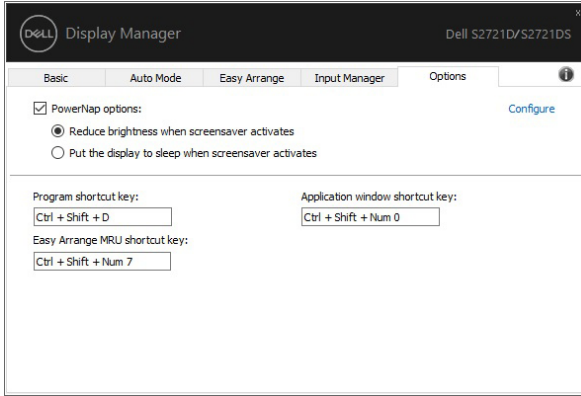 DELL Display Manager
Dell S2721D/S2721DS
x
Basic Auto Mode Easy Arrange Input Manager Options i
PowerNap options: Configure
Reduce brightness when screensaver activates
Put the display to sleep when screensaver activates
Program shortcut key: Application window shortcut key:
Ctrl + Shift + D Ctrl + Shift + Num 0
Easy Arrange MRU shortcut key:
Ctrl + Shift + Num 7